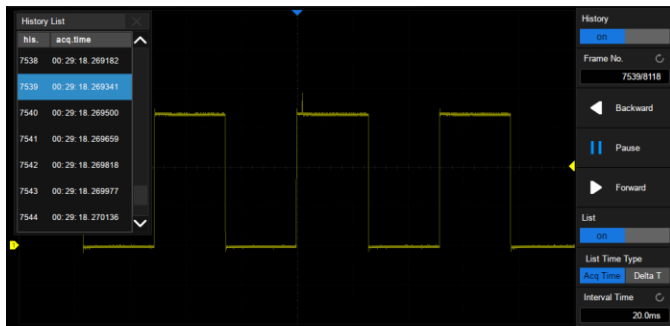 History List
his. acq.time
7538 00:29:18.269182
7539 00:29:18.269341
7540 00:29:18.269500
7541 00:29:18.269659
7542 00:29:18.269818
7543 00:29:18.269977
7544 00:29:18.270136
1
History
on
Frame No.
7539/8118
Backward
Pause
Forward
List
on
List Time Type
Acq Time Delta T
Interval Time
20.0ms